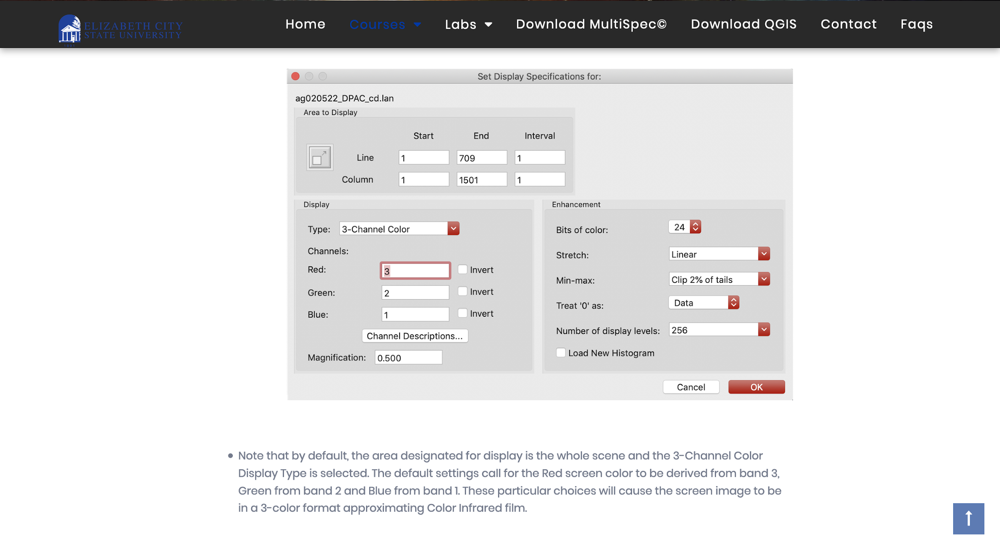 ELIZABETH CITY
STATE UNIVERSITY
1891
Home
Courses
Labs
Download MultiSpec©
Download QGIS
Contact
Faqs
Set Display Specifications for:
ag020522_DPAC_cd.lan
Area to Display
Start End Interval
Line 1 709 1
Column 1 1501 1
Display
Type: 3-Channel Color
Channels:
Red: 3 Invert
Green: 2 Invert
Blue: 1 Invert
Channel Descriptions...
Magnification: 0.500
Enhancement
Bits of color: 24
Stretch: Linear
Min-max: Clip 2% of tails
Treat '0' as: Data
Number of display levels: 256
Load New Histogram
Cancel OK
• Note that by default, the area designated for display is the whole scene and the 3-Channel Color
Display Type is selected. The default settings call for the Red screen color to be derived from band 3,
Green from band 2 and Blue from band 1. These particular choices will cause the screen image to be
in a 3-color format approximating Color Infrared film.